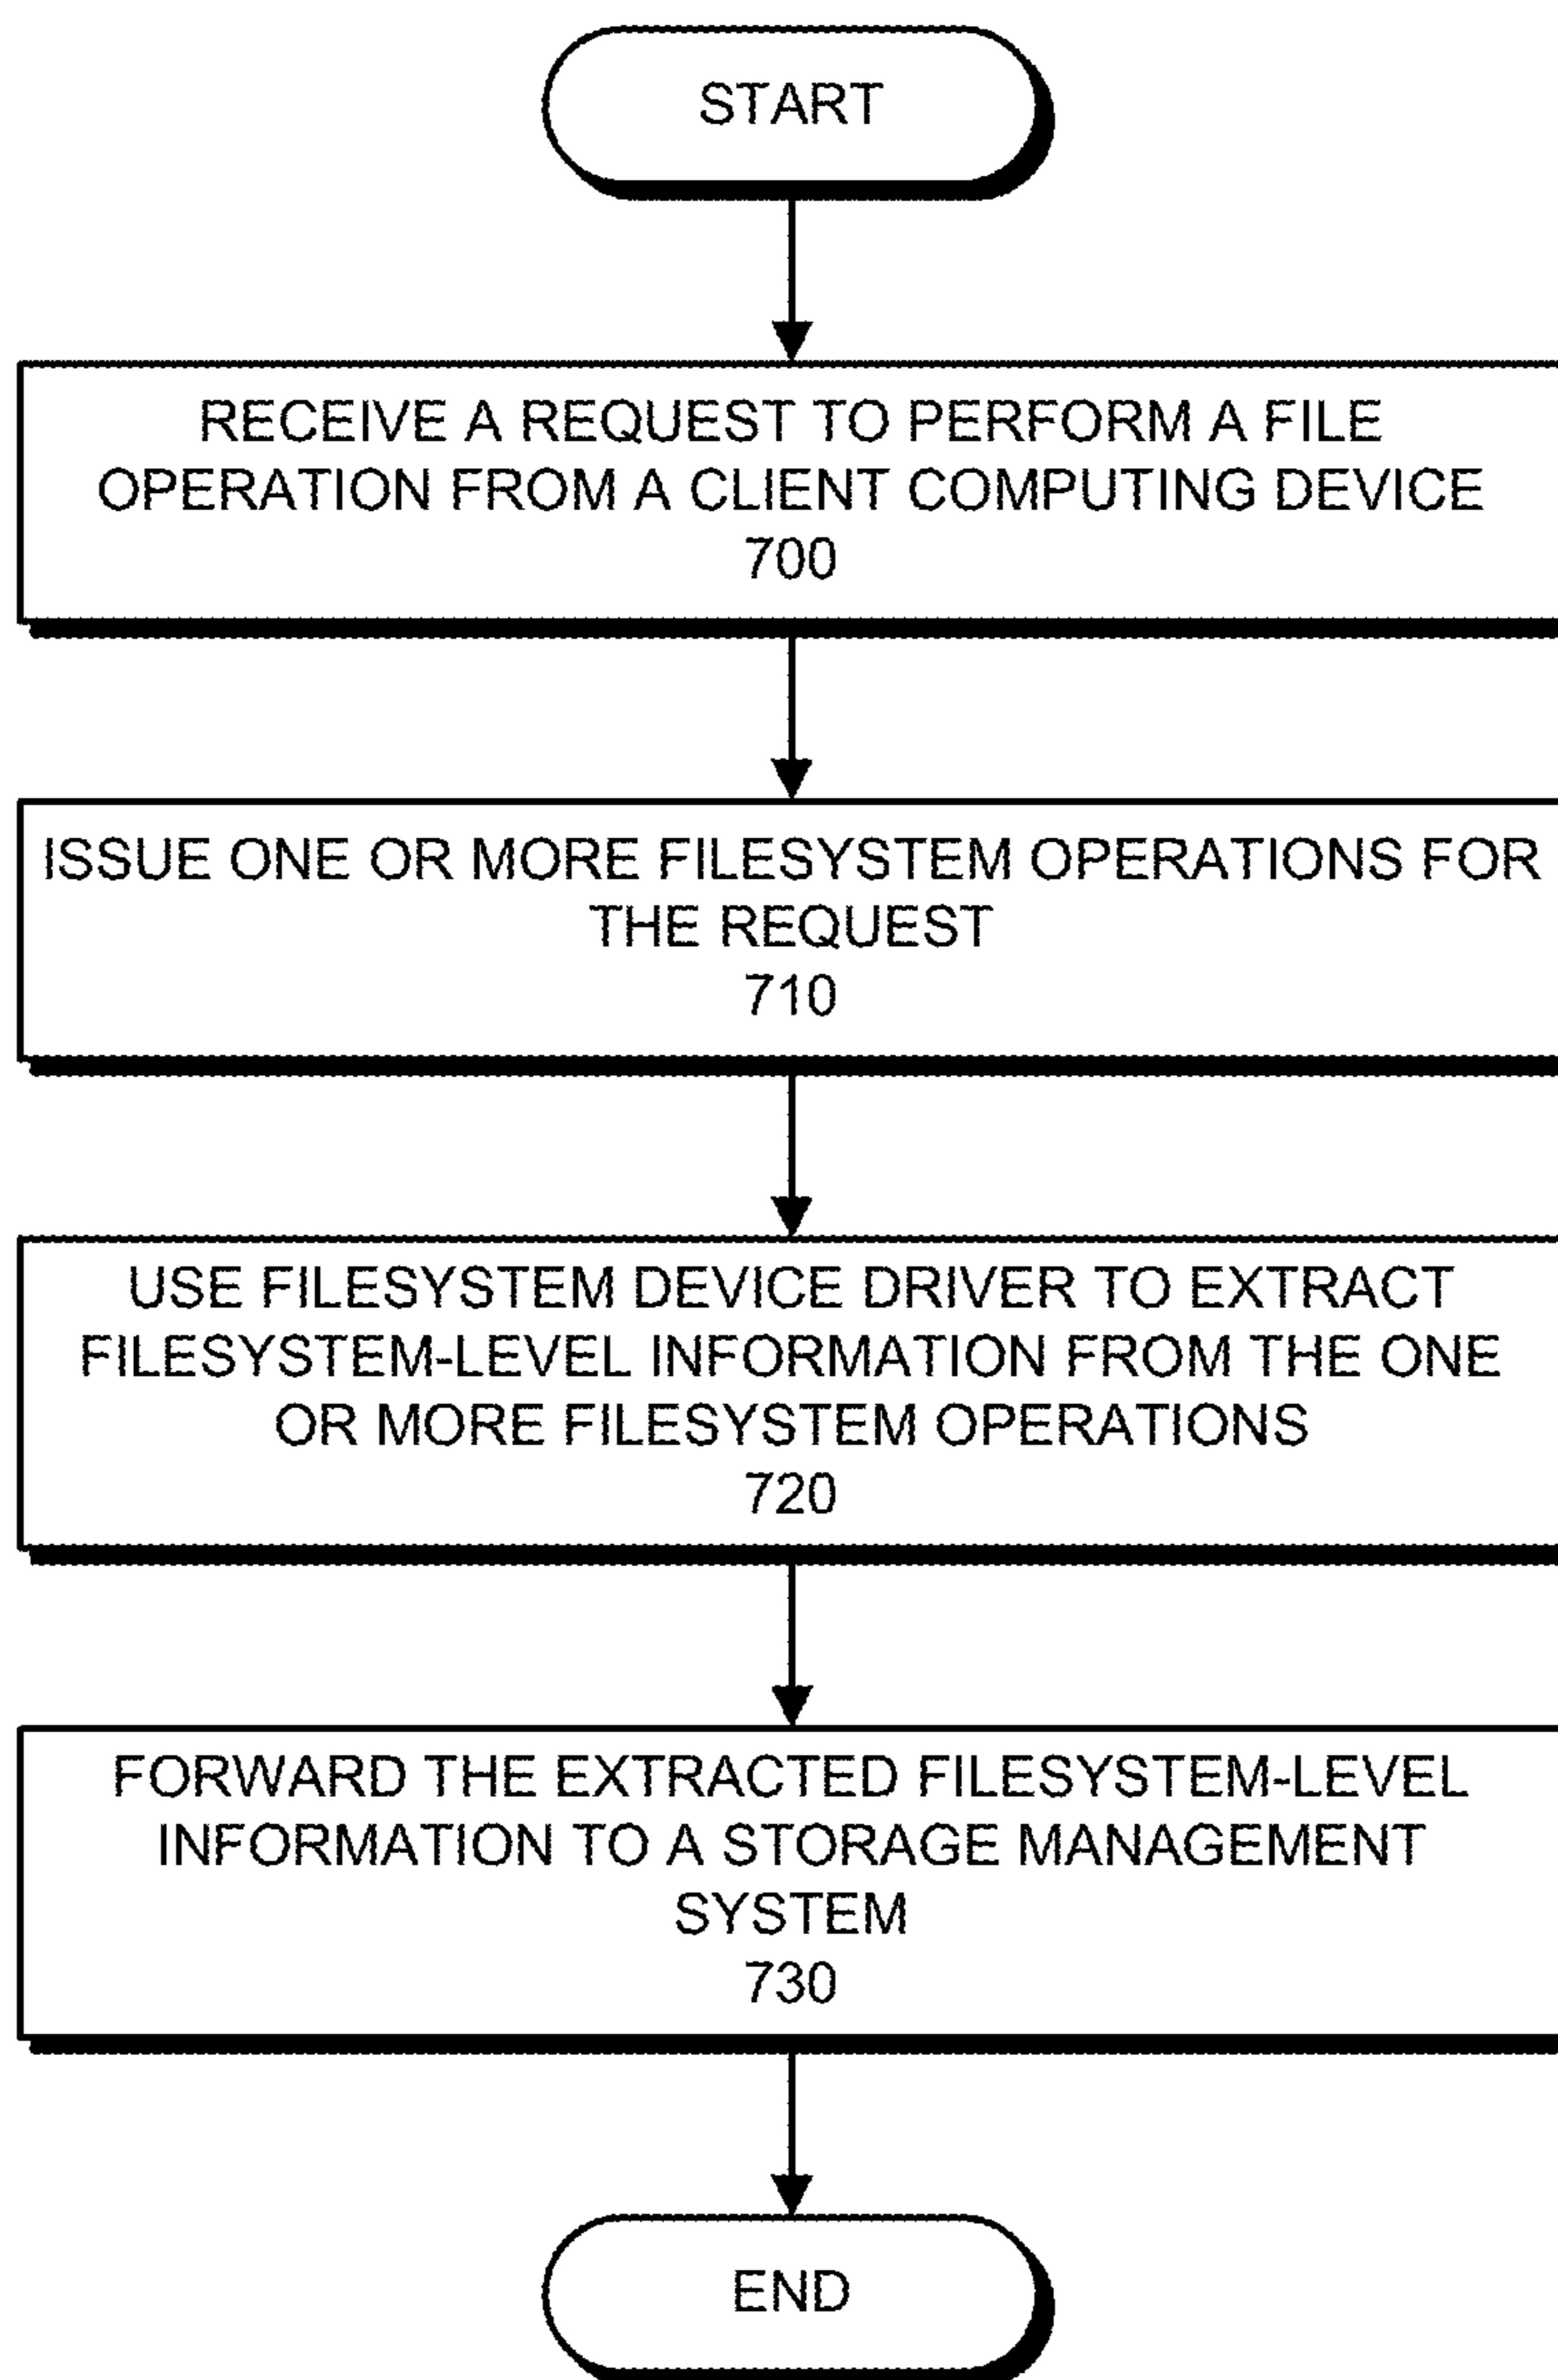 START
RECEIVE A REQUEST TO PERFORM A FILE
OPERATION FROM A CLIENT COMPUTING DEVICE
700
ISSUE ONE OR MORE FILESYSTEM OPERATIONS FOR
THE REQUEST
710
USE FILESYSTEM DEVICE DRIVER TO EXTRACT
FILESYSTEM-LEVEL INFORMATION FROM THE ONE
OR MORE FILESYSTEM OPERATIONS
720
FORWARD THE EXTRACTED FILESYSTEM-LEVEL
INFORMATION TO A STORAGE MANAGEMENT
SYSTEM
730
END